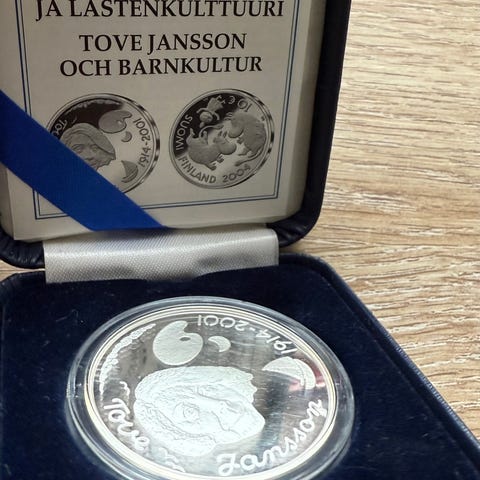 JA LASTENKULTTUURI
TOVE JANSSON
OCH BARNKULTUR
1914-2001
10 €
SUOMI
FINLAND 2004
1914-2001
Tove Jansson